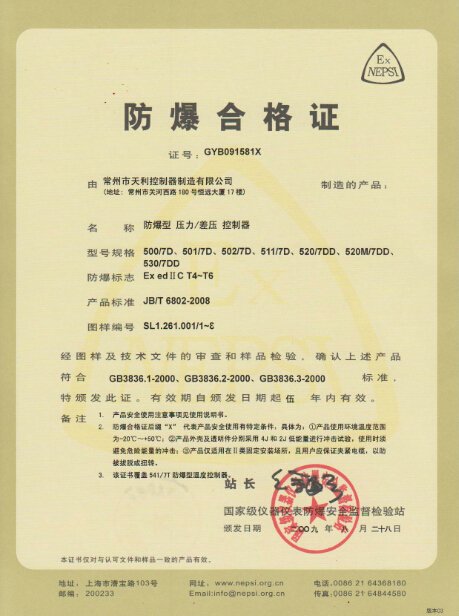 Ex
NEPSI
防爆合格证
证号：GYB091581X
由 常州市天利控制器制造有限公司 制造的产品：
(地址：常州市关河西路180号恒远大厦17楼)
名称 防爆型 压力/差压 控制器
型号规格 500/7D、501/7D、502/7D、511/7D、520/7DD、520M/7DD、
530/7DD
防爆标志 Ex edⅡC T4~T6
产品标准 JB/T 6802-2008
图样编号 SL1.261.001/1~8
经图样及技术文件的审查和样品检验，确认上述产品
符合 GB3836.1-2000、GB3836.2-2000、GB3836.3-2000 标准，
特颁发此证。有效期自颁发日期起伍年内有效。
备注 1. 产品安全使用注意事项见使用说明书。
2. 防爆合格证后缀“X”代表产品安全使用有特定条件，具体为：①产品使用环境温度范围
为-20℃~+50℃；②产品外壳及透明件分别采用4J和2J低能量进行冲击试验，使用时须
避免危险能量的冲击；③产品仅适用在Ⅱ类固定安装场所，且用户应保证夹紧电缆，以防
被拔脱或扭转。
3. 该证书覆盖541/7T防爆型温度控制器。
站长
国家级仪器仪表防爆安全监督检验站
颁发日期 二〇〇九年八月二十八日
本证书仅对与认可文件和样品一致的产品有效。
地址：上海市漕宝路103号 网址：www.nepsi.org.cn 电话：0086 21 64368180
邮编：200233 Email:info@nepsi.org.cn 传真：0086 21 64844580